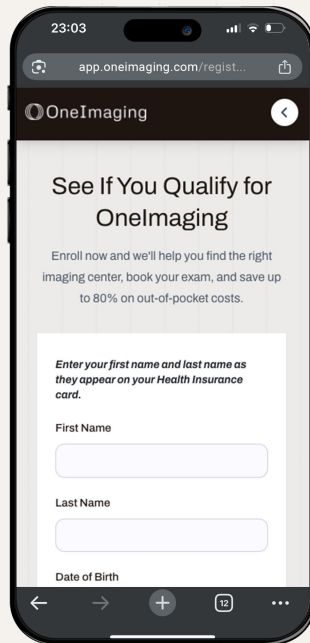 23:03
app.oneimaging.com/regist...
OneImaging
See If You Qualify for
OneImaging
Enroll now and we'll help you find the right
imaging center, book your exam, and save up
to 80% on out-of-pocket costs.
Enter your first name and last name as
they appear on your Health Insurance
card.
First Name
Last Name
Date of Birth
12